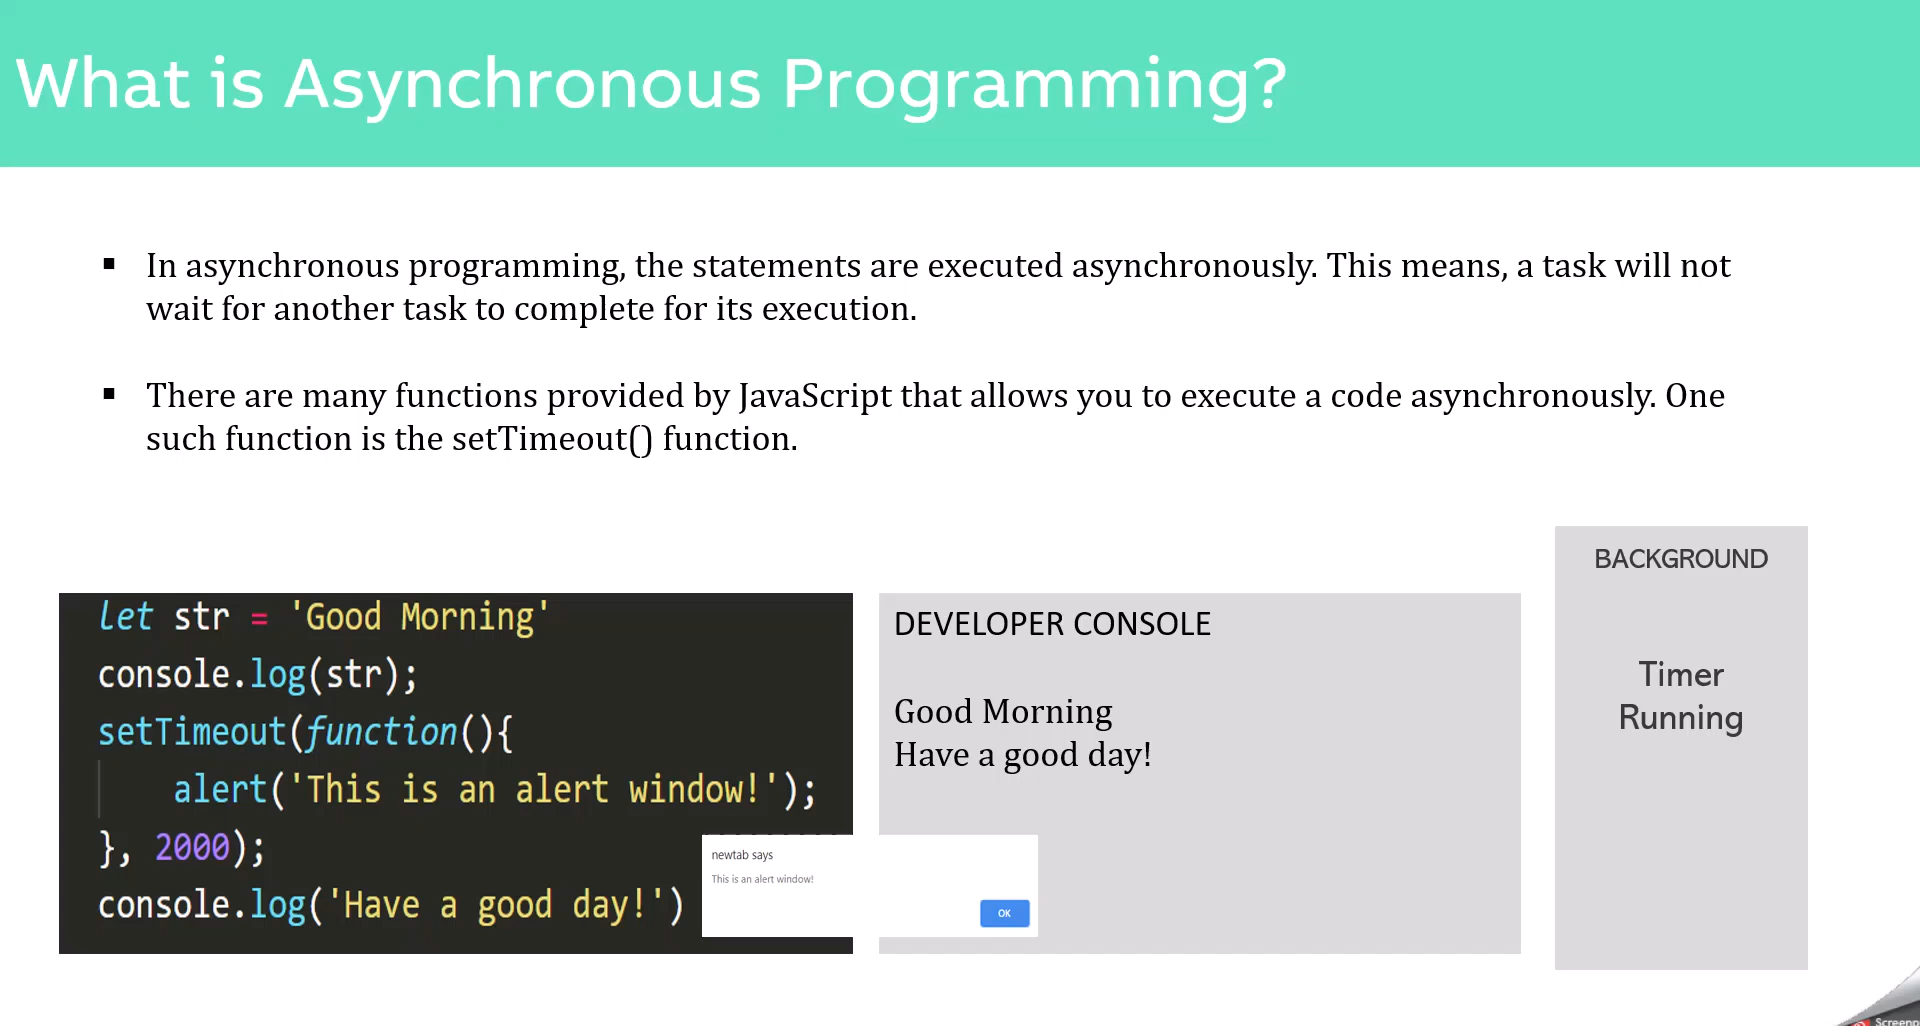 What is Asynchronous Programming?
▪ In asynchronous programming, the statements are executed asynchronously. This means, a task will not
wait for another task to complete for its execution.
▪ There are many functions provided by JavaScript that allows you to execute a code asynchronously. One
such function is the setTimeout() function.
let str = 'Good Morning'
console.log(str);
setTimeout(function(){
    alert('This is an alert window!');
}, 2000);
console.log('Have a good day!')
newtab says
This is an alert window!
OK
DEVELOPER CONSOLE
Good Morning
Have a good day!
BACKGROUND
Timer
Running